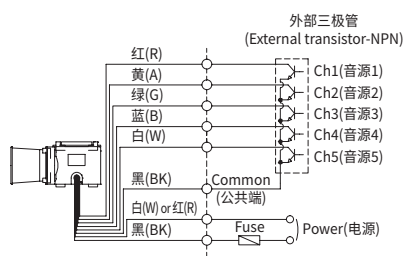 外部三极管
(External transistor-NPN)
红(R)
Ch1(音源1)
黄(A)
Ch2(音源2)
绿(G)
Ch3(音源3)
蓝(B)
Ch4(音源4)
白(W)
Ch5(音源5)
黑(BK)
Common
(公共端)
白(W) or 红(R)
Fuse
Power(电源)
黑(BK)